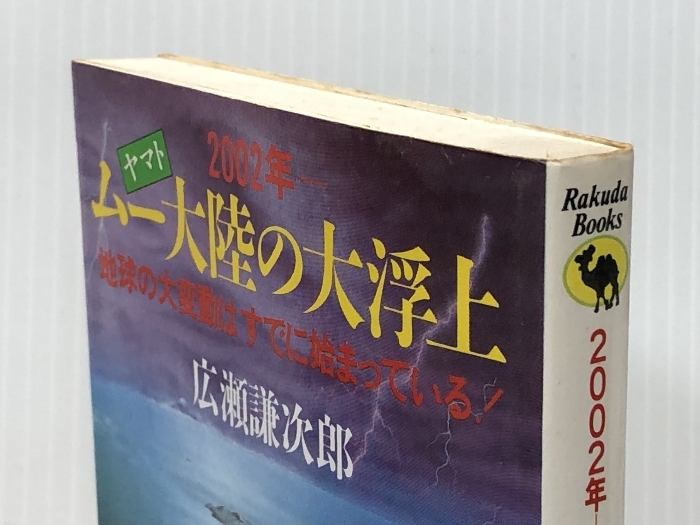 2002年—
ヤマト
ムー大陸の大浮上
地球の大変動はすでに始まっている!
広瀬謙次郎
Rakuda
Books
2002年—